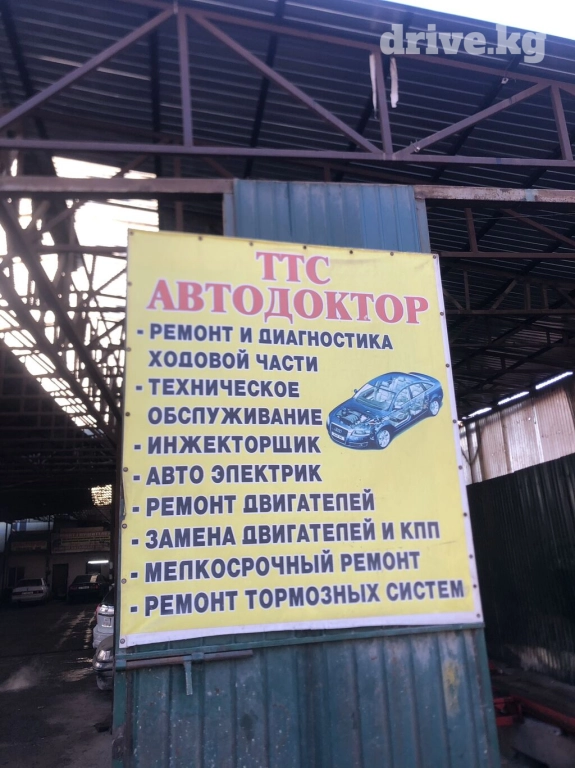 drive.kg
ТТС
АВТОДОКТОР
- РЕМОНТ И ДИАГНОСТИКА
ХОДОВОЙ ЧАСТИ
- ТЕХНИЧЕСКОЕ
ОБСЛУЖИВАНИЕ
- ИНЖЕКТОРЩИК
- АВТО ЭЛЕКТРИК
- РЕМОНТ ДВИГАТЕЛЕЙ
- ЗАМЕНА ДВИГАТЕЛЕЙ И КПП
- МЕЛКОСРОЧНЫЙ РЕМОНТ
- РЕМОНТ ТОРМОЗНЫХ СИСТЕМ